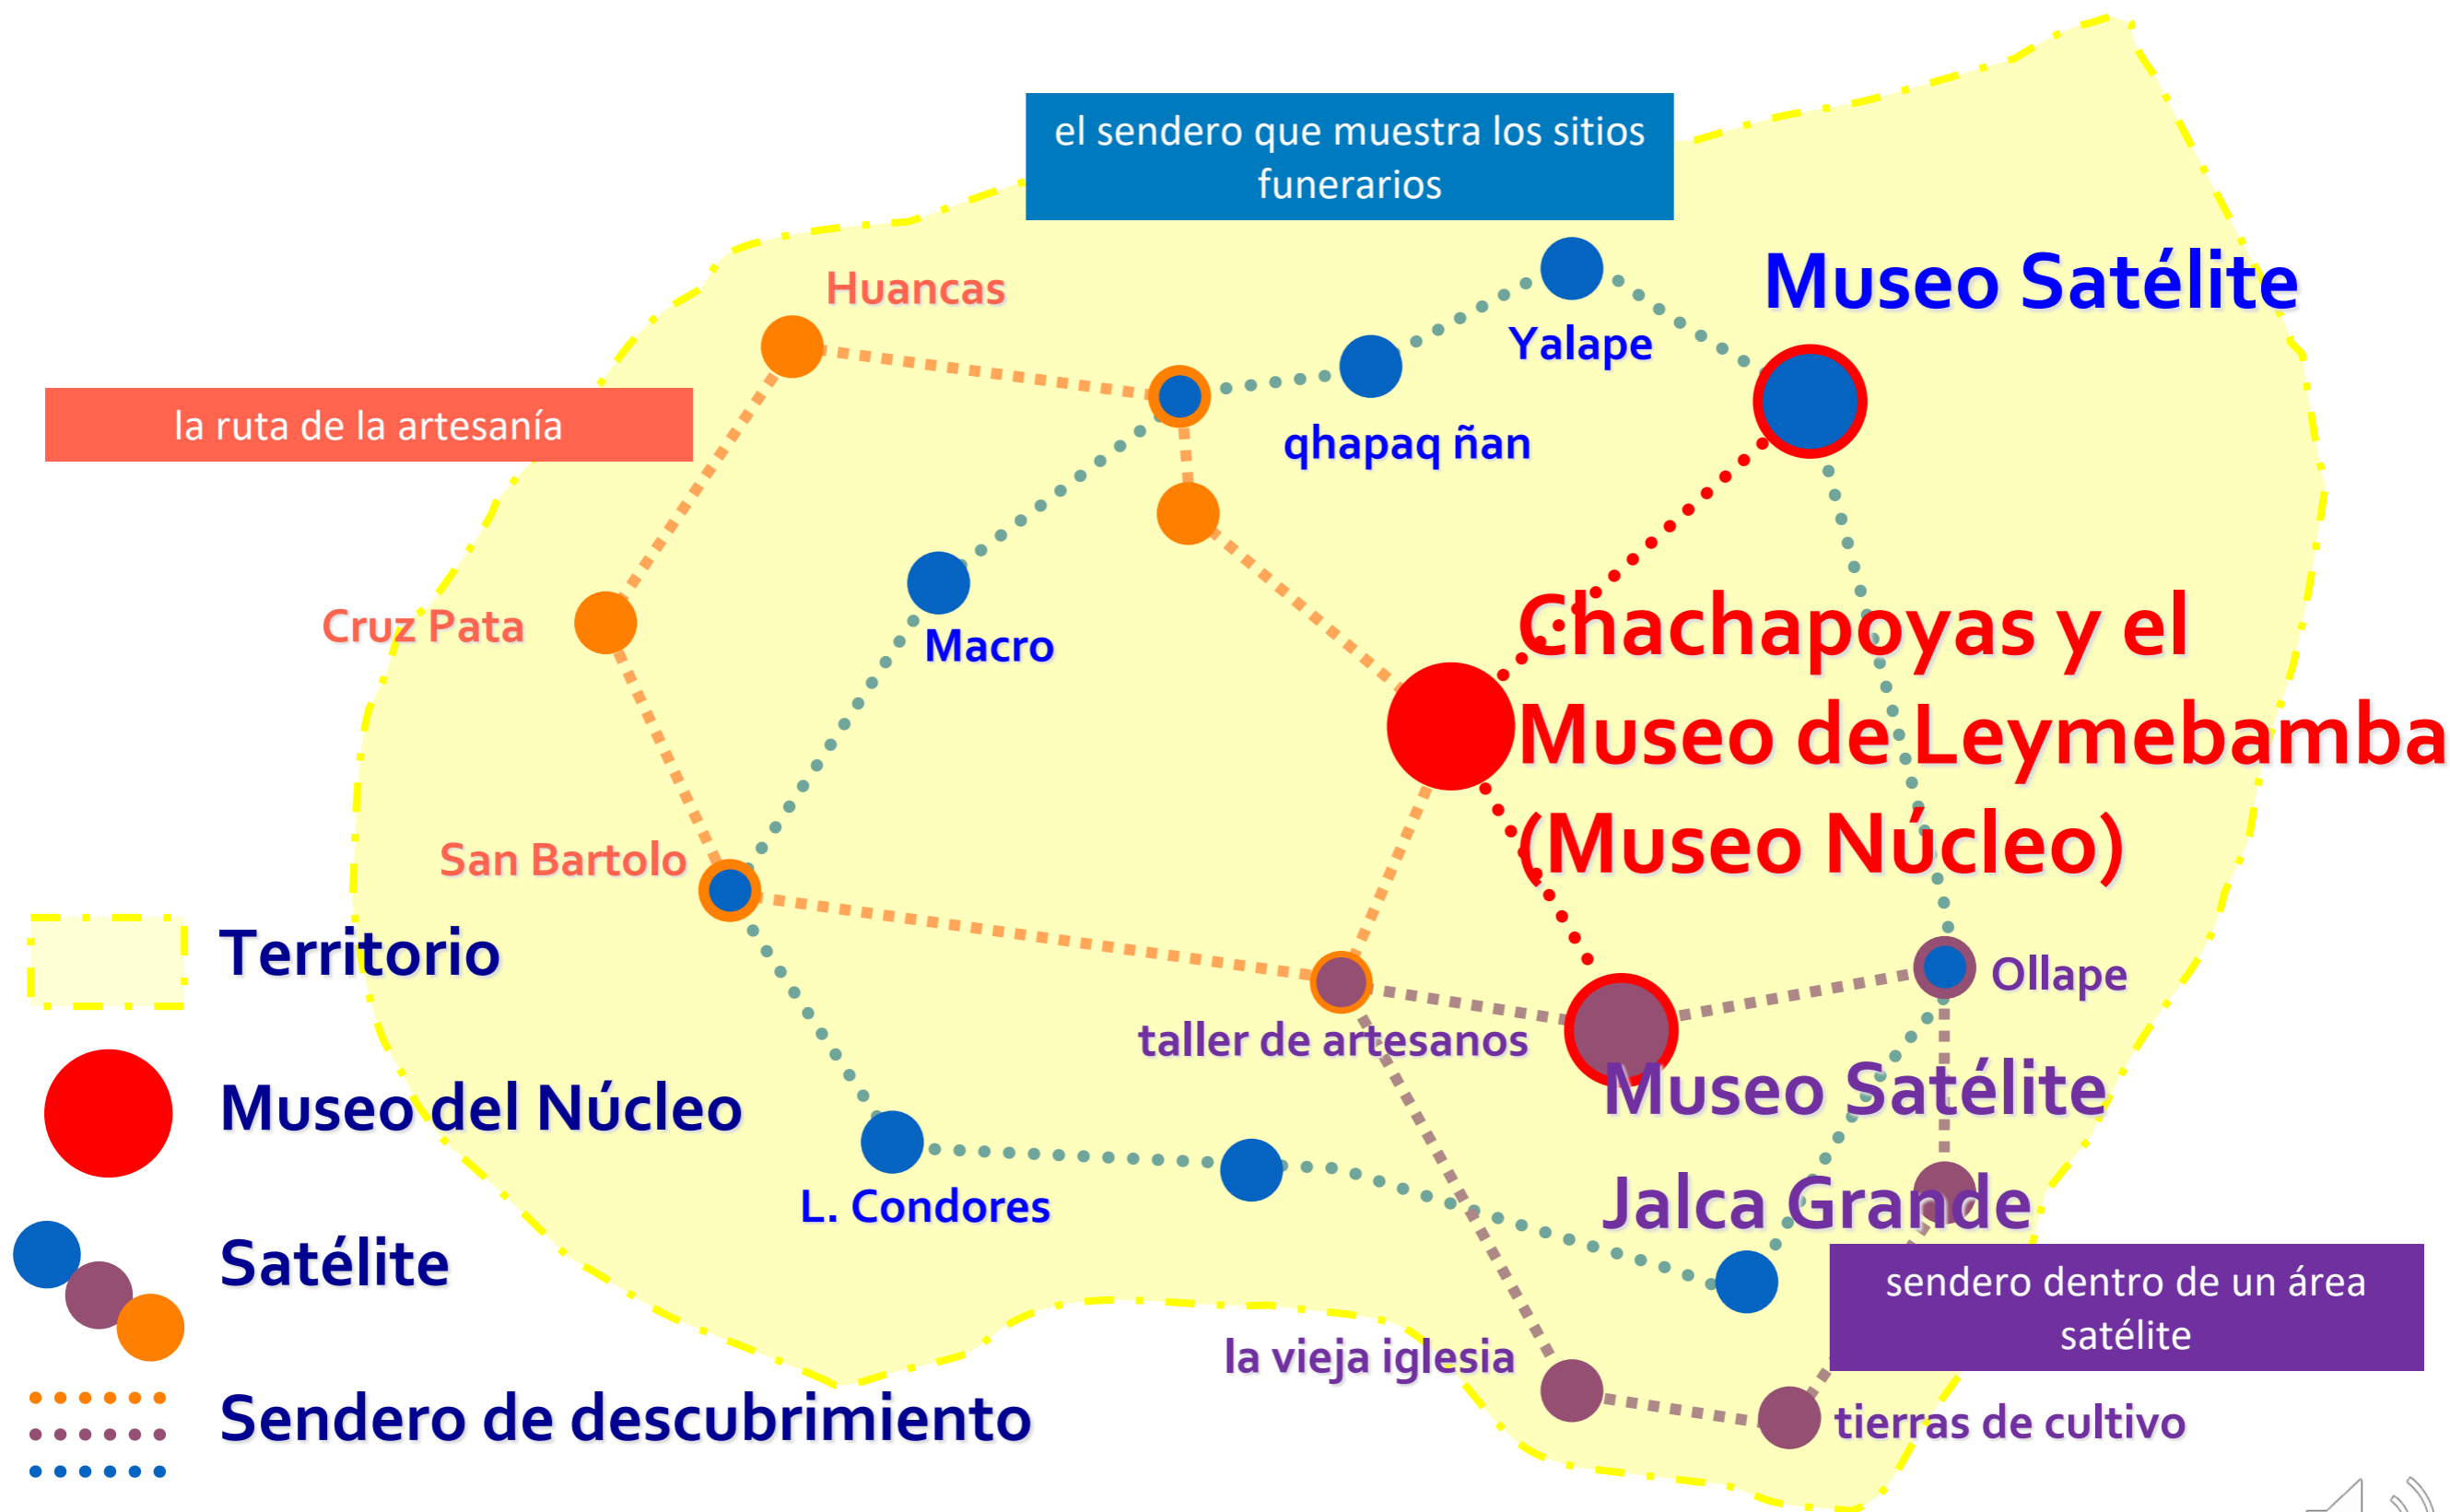 el sendero que muestra los sitios
funerarios
Huancas
Museo Satélite
Yalape
la ruta de la artesanía
qhapaq ñan
Cruz Pata
Macro
Chachapoyas y el
Museo de Leymebamba
(Museo Núcleo)
San Bartolo
Territorio
Ollape
taller de artesanos
Museo del Núcleo
Museo Satélite
Jalca Grande
L. Condores
Satélite
sendero dentro de un área
satélite
la vieja iglesia
Sendero de descubrimiento
tierras de cultivo